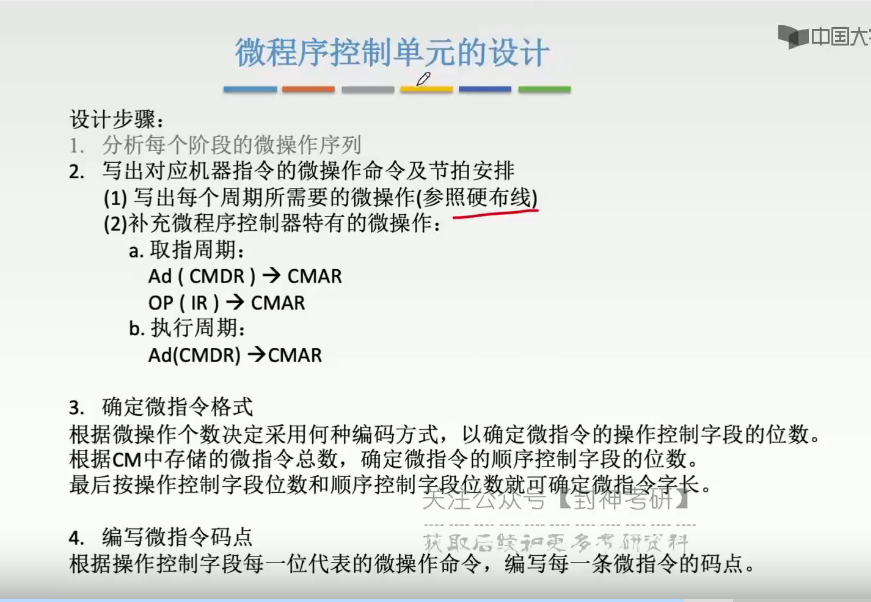 中国大
微程序控制单元的设计
设计步骤：
1. 分析每个阶段的微操作序列
2. 写出对应机器指令的微操作命令及节拍安排
(1) 写出每个周期所需要的微操作(参照硬布线)
(2)补充微程序控制器特有的微操作：
a. 取指周期：
Ad ( CMDR ) → CMAR
OP ( IR ) → CMAR
b. 执行周期：
Ad(CMDR) →CMAR
3. 确定微指令格式
根据微操作个数决定采用何种编码方式，以确定微指令的操作控制字段的位数。
根据CM中存储的微指令总数，确定微指令的顺序控制字段的位数。
最后按操作控制字段位数和顺序控制字段位数就可确定微指令字长。
关注公众号【封神考研】
获取后续和更多考研资料
4. 编写微指令码点
根据操作控制字段每一位代表的微操作命令，编写每一条微指令的码点。